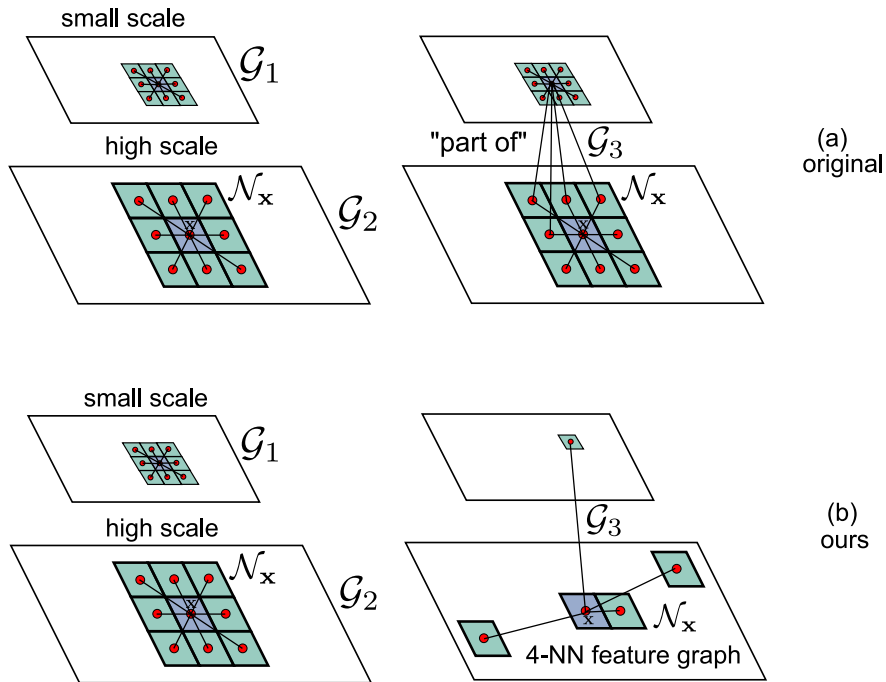 small scale
𝒢₁
high scale
𝒩ₓ
x
𝒢₂
"part of"
𝒢₃
𝒩ₓ
x
(a)
original
small scale
𝒢₁
high scale
𝒩ₓ
x
𝒢₂
𝒢₃
x
𝒩ₓ
4-NN feature graph
(b)
ours